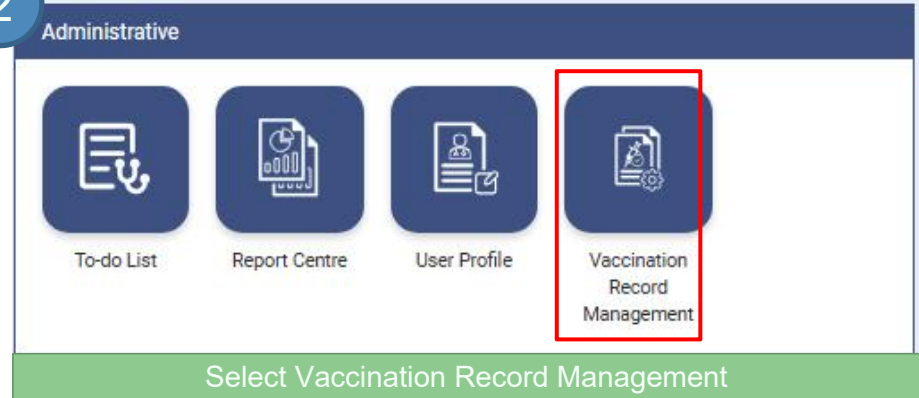 2
Administrative
To-do List
Report Centre
User Profile
Vaccination
Record
Management
Select Vaccination Record Management